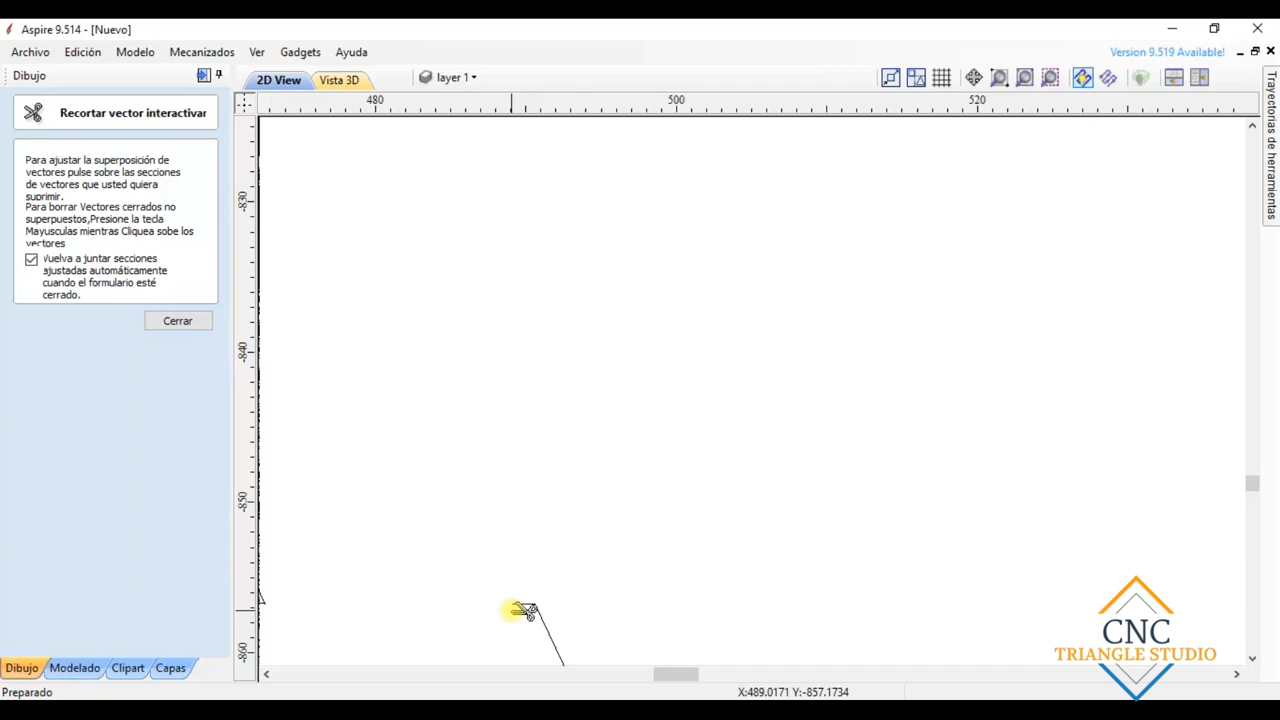 Aspire 9.514 - [Nuevo]
Archivo Edición Modelo Mecanizados Ver Gadgets Ayuda
Version 9.519 Available!
Dibujo
2D View Vista 3D
layer 1
Recortar vector interactivar
Para ajustar la superposición de
vectores pulse sobre las secciones
de vectores que usted quiera
suprimir.
Para borrar Vectores cerrados no
superpuestos,Presione la tecla
Mayusculas mientras Cliquea sobe los
vectores
Vuelva a juntar secciones
ajustadas automáticamente
cuando el formulario esté
cerrado.
Cerrar
480 500 520
-830
-840
-850
-860
Trayectorias de herramientas
CNC
TRIANGLE STUDIO
Dibujo Modelado Clipart Capas
Preparado
X:489.0171 Y:-857.1734